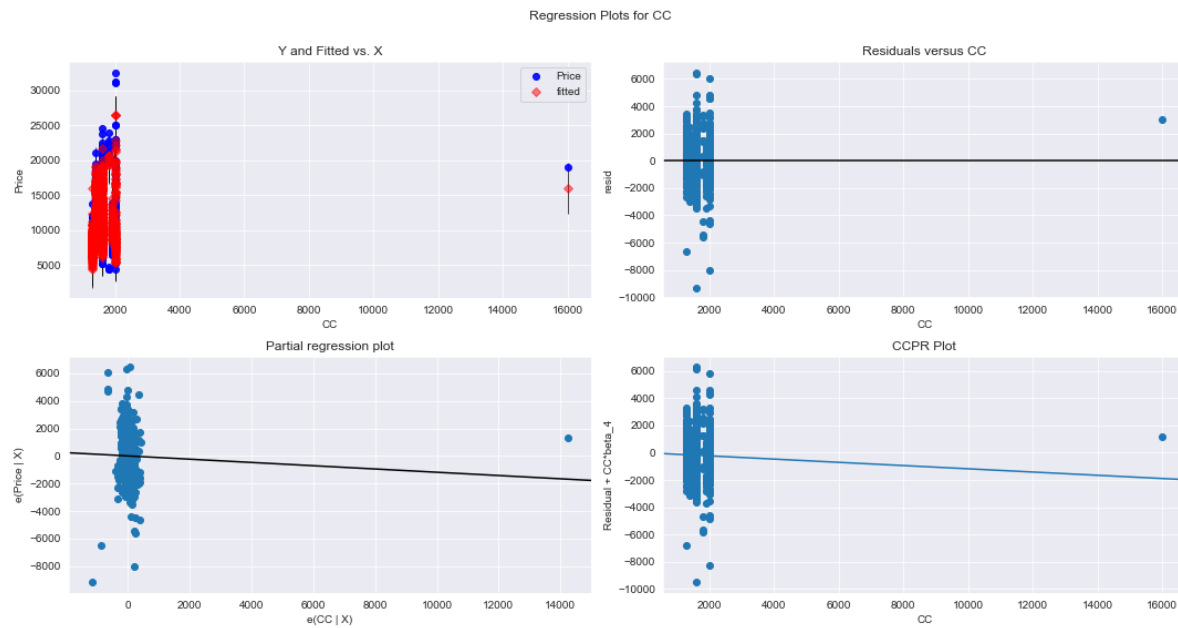 Regression Plots for CC
Y and Fitted vs. X
Price
fitted
30000
25000
20000
15000
10000
5000
Price
2000 4000 6000 8000 10000 12000 14000 16000
CC
Residuals versus CC
6000
4000
2000
0
−2000
−4000
−6000
−8000
−10000
resid
2000 4000 6000 8000 10000 12000 14000 16000
CC
Partial regression plot
6000
4000
2000
0
−2000
−4000
−6000
−8000
e(Price | X)
0 2000 4000 6000 8000 10000 12000 14000
e(CC | X)
CCPR Plot
6000
4000
2000
0
−2000
−4000
−6000
−8000
−10000
Residual + CC*beta_4
2000 4000 6000 8000 10000 12000 14000 16000
CC